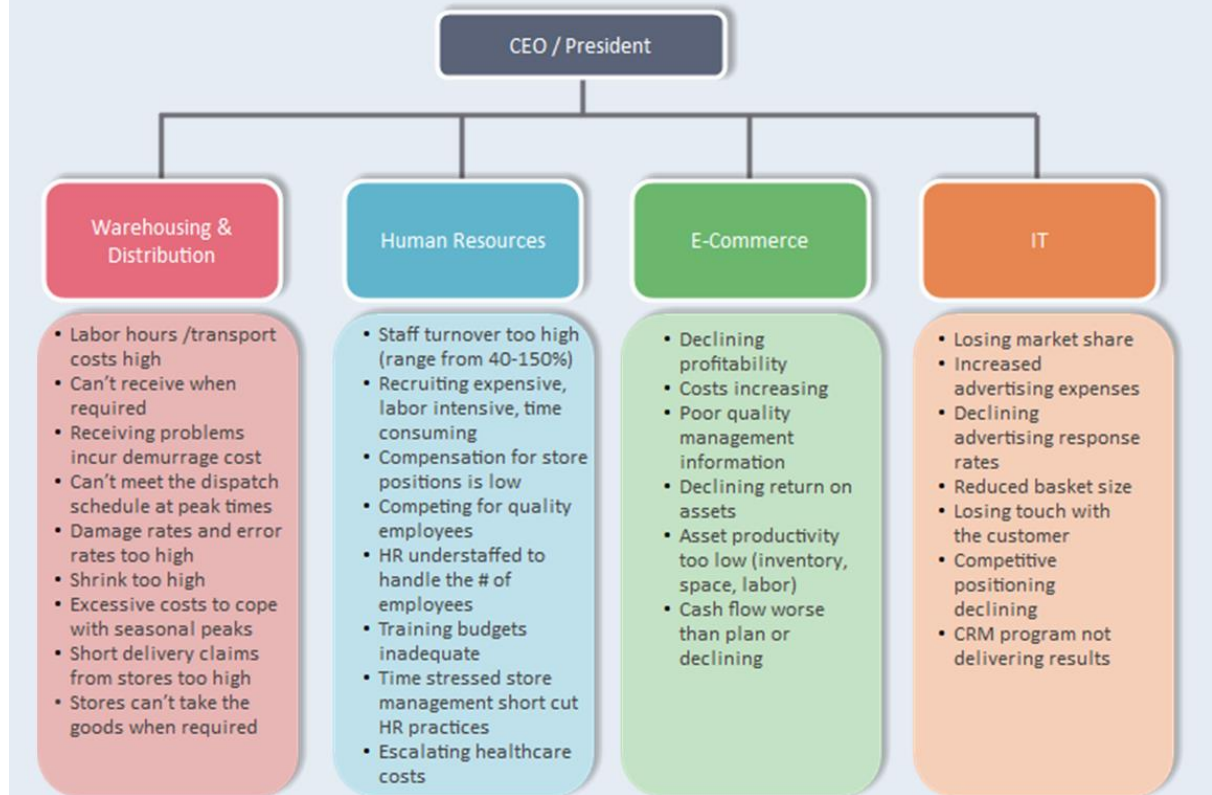 CEO / President
Warehousing &
Distribution
Human Resources
E-Commerce
IT
• Labor hours /transport
costs high
• Can't receive when
required
• Receiving problems
incur demurrage cost
• Can't meet the dispatch
schedule at peak times
• Damage rates and error
rates too high
• Shrink too high
• Excessive costs to cope
with seasonal peaks
• Short delivery claims
from stores too high
• Stores can't take the
goods when required
• Staff turnover too high
(range from 40-150%)
• Recruiting expensive,
labor intensive, time
consuming
• Compensation for store
positions is low
• Competing for quality
employees
• HR understaffed to
handle the # of
employees
• Training budgets
inadequate
• Time stressed store
management short cut
HR practices
• Escalating healthcare
costs
• Declining
profitability
• Costs increasing
• Poor quality
management
information
• Declining return on
assets
• Asset productivity
too low (inventory,
space, labor)
• Cash flow worse
than plan or
declining
• Losing market share
• Increased
advertising expenses
• Declining
advertising response
rates
• Reduced basket size
• Losing touch with
the customer
• Competitive
positioning
declining
• CRM program not
delivering results